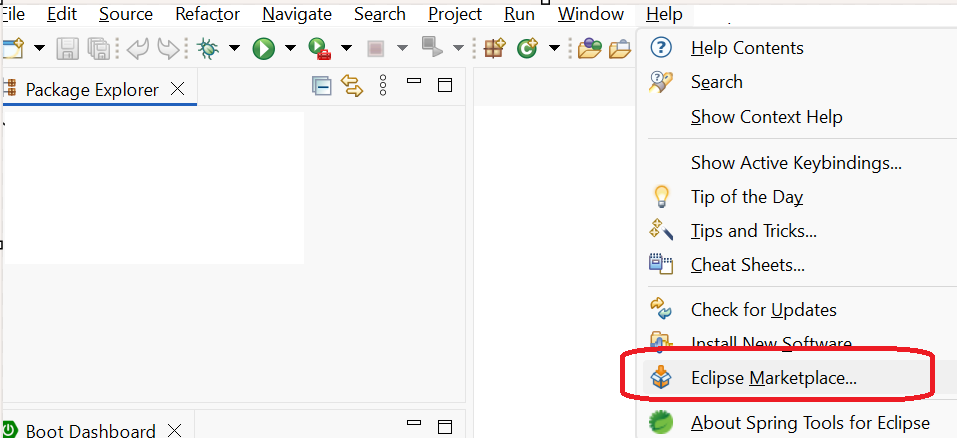 File Edit Source Refactor Navigate Search Project Run Window Help
Package Explorer
Help Contents
Search
Show Context Help
Show Active Keybindings...
Tip of the Day
Tips and Tricks...
Cheat Sheets...
Check for Updates
Install New Software
Eclipse Marketplace...
About Spring Tools for Eclipse
Boot Dashboard